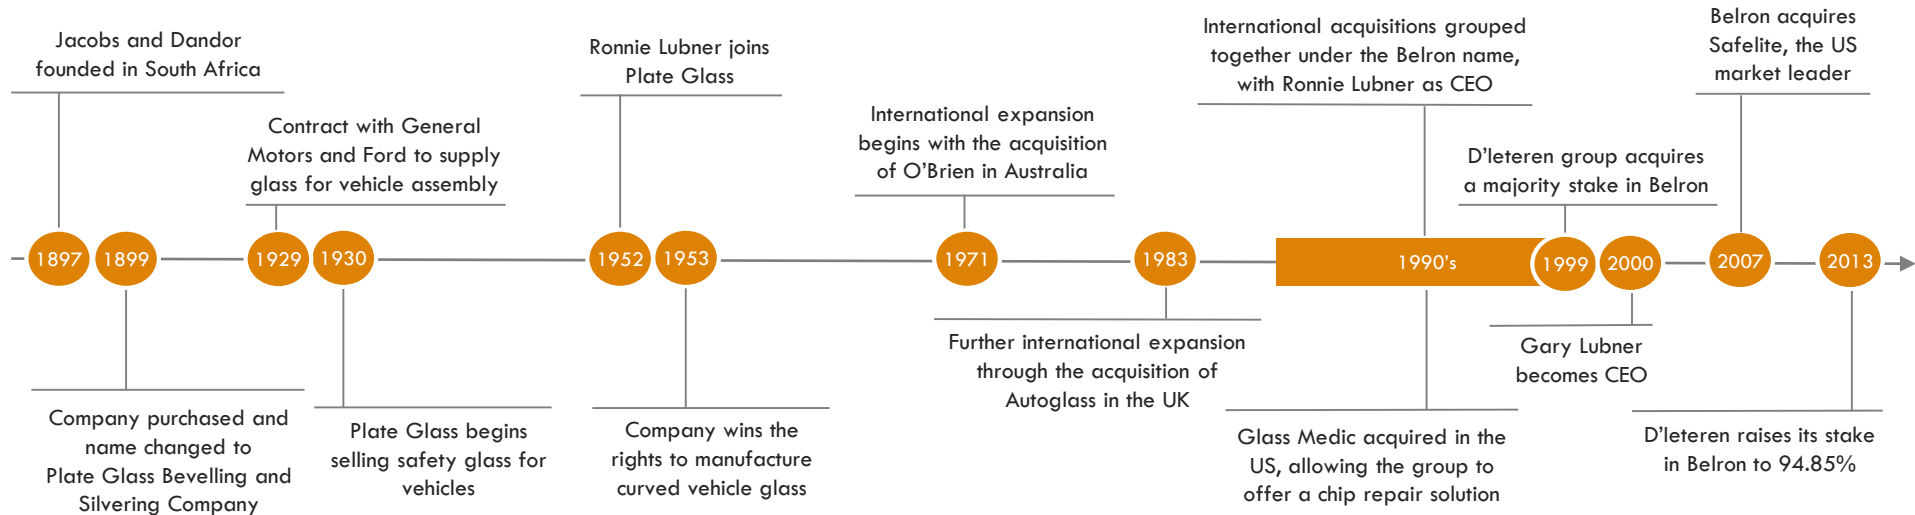 Jacobs and Dandor
founded in South Africa
Contract with General
Motors and Ford to supply
glass for vehicle assembly
Ronnie Lubner joins
Plate Glass
International expansion
begins with the acquisition
of O'Brien in Australia
International acquisitions grouped
together under the Belron name,
with Ronnie Lubner as CEO
D'Ieteren group acquires
a majority stake in Belron
Belron acquires
Safelite, the US
market leader
1897
1899
1929
1930
1952
1953
1971
1983
1990's
1999
2000
2007
2013
Company purchased and
name changed to
Plate Glass Bevelling and
Silvering Company
Plate Glass begins
selling safety glass for
vehicles
Company wins the
rights to manufacture
curved vehicle glass
Further international expansion
through the acquisition of
Autoglass in the UK
Glass Medic acquired in the
US, allowing the group to
offer a chip repair solution
Gary Lubner
becomes CEO
D'Ieteren raises its stake
in Belron to 94.85%